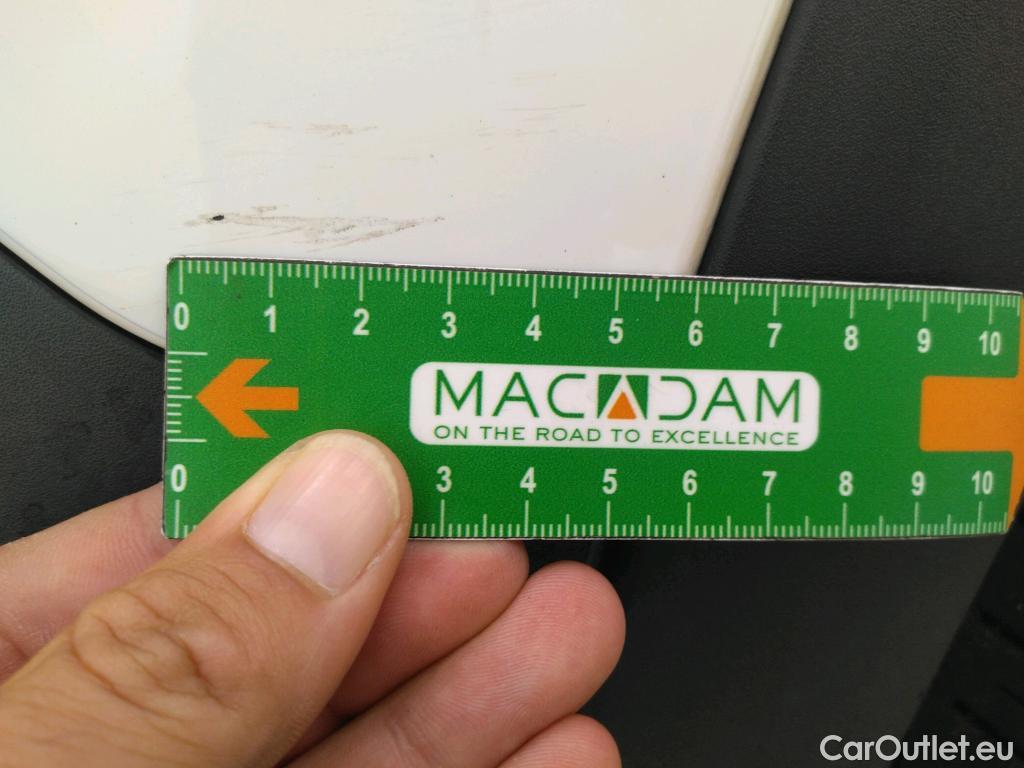 0 1 2 3 4 5 6 7 8 9 10
MACADAM
ON THE ROAD TO EXCELLENCE
0 3 4 5 6 7 8 9 10
CarOutlet.eu